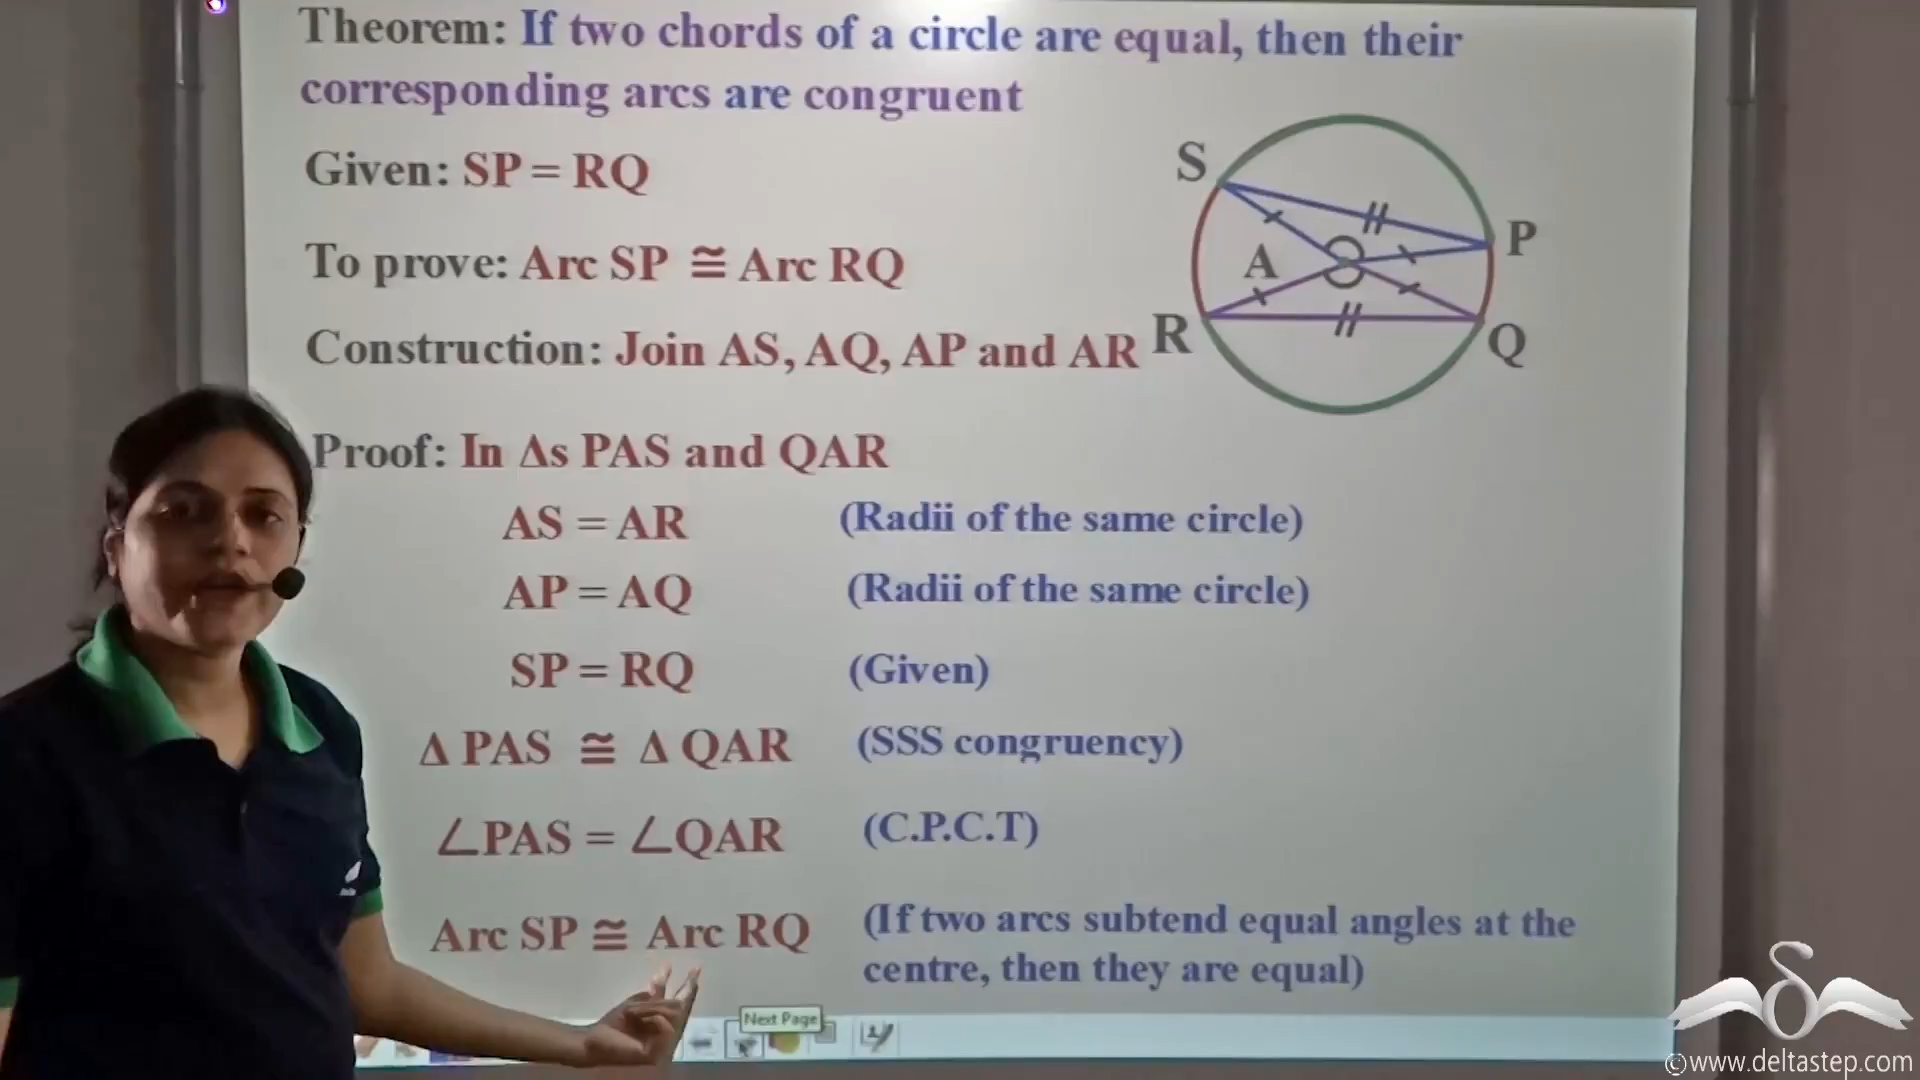 Theorem: If two chords of a circle are equal, then their
corresponding arcs are congruent
Given: SP = RQ
To prove: Arc SP ≅ Arc RQ
Construction: Join AS, AQ, AP and AR
S
P
A
R
Q
Proof: In Δs PAS and QAR
AS = AR (Radii of the same circle)
AP = AQ (Radii of the same circle)
SP = RQ (Given)
Δ PAS ≅ Δ QAR (SSS congruency)
∠PAS = ∠QAR (C.P.C.T)
Arc SP ≅ Arc RQ (If two arcs subtend equal angles at the
centre, then they are equal)
Next Page
©www.deltastep.com